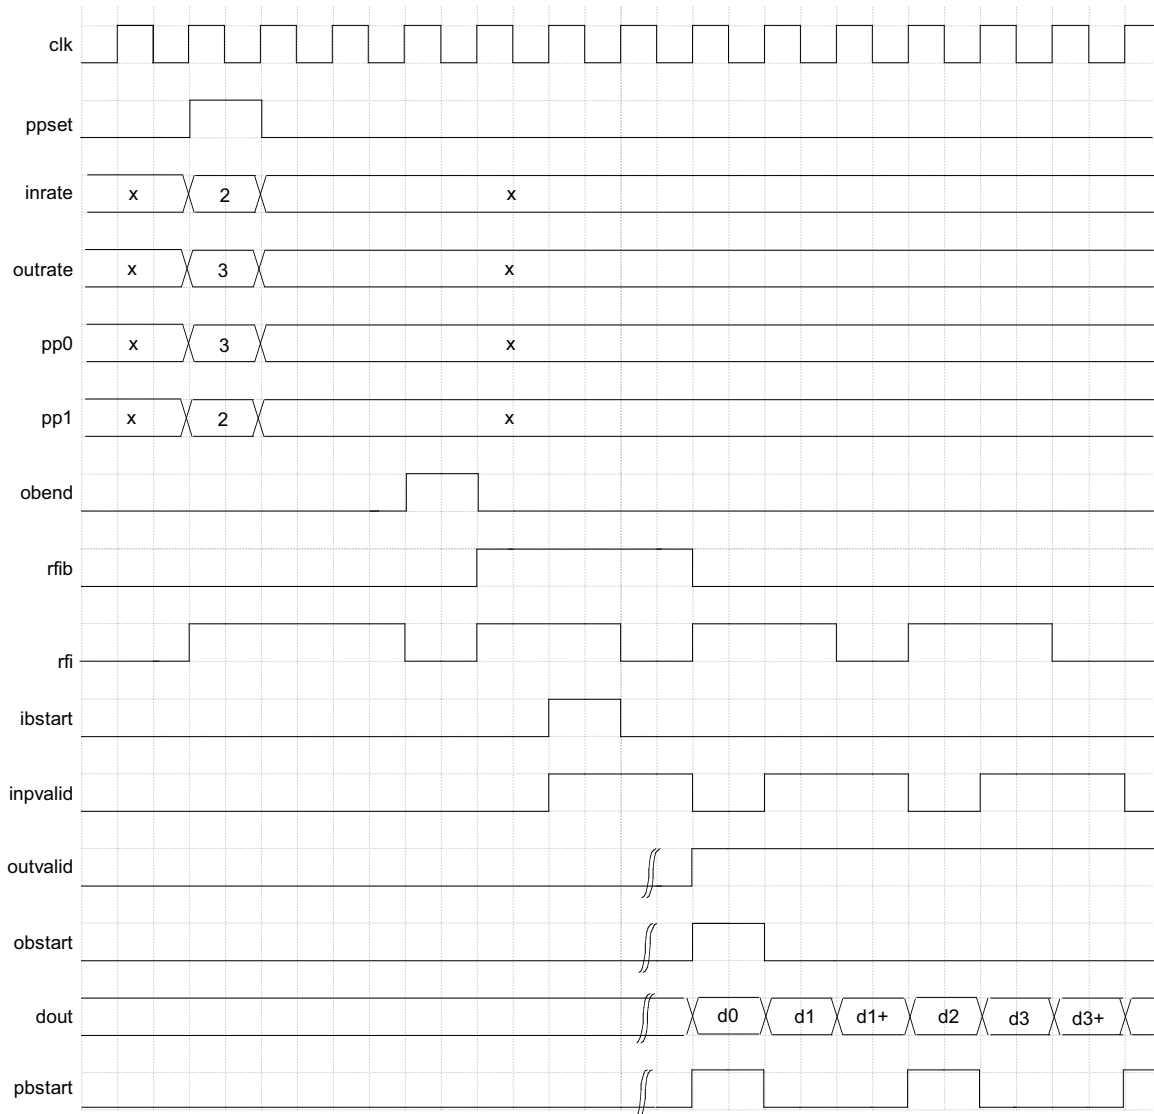 clk
ppset
inrate x 2 x
outrate x 3 x
pp0 x 3 x
pp1 x 2 x
obend
rfib
rfi
ibstart
inpvalid
outvalid
obstart
dout d0 d1 d1+ d2 d3 d3+
pbstart